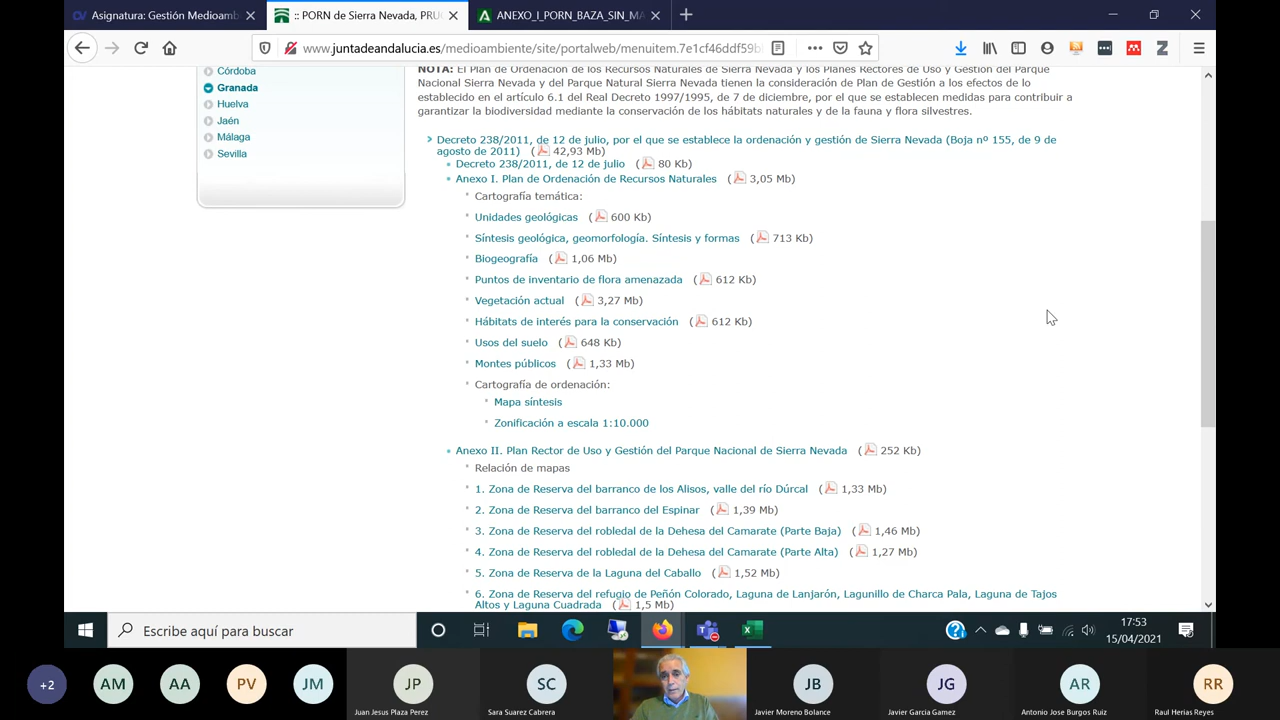 Asignatura: Gestión Medioamb
:: PORN de Sierra Nevada, PRU
ANEXO_I_PORN_BAZA_SIN_MA
www.juntadeandalucia.es/medioambiente/site/portalweb/menuitem.7e1cf46ddf59b
Córdoba
Granada
Huelva
Jaén
Málaga
Sevilla
NOTA: El Plan de Ordenación de los Recursos Naturales de Sierra Nevada y los Planes Rectores de Uso y Gestión del Parque
Nacional Sierra Nevada y del Parque Natural Sierra Nevada tienen la consideración de Plan de Gestión a los efectos de lo
establecido en el artículo 6.1 del Real Decreto 1997/1995, de 7 de diciembre, por el que se establecen medidas para contribuir a
garantizar la biodiversidad mediante la conservación de los hábitats naturales y de la fauna y flora silvestres.
Decreto 238/2011, de 12 de julio, por el que se establece la ordenación y gestión de Sierra Nevada (Boja nº 155, de 9 de
agosto de 2011) ( 42,93 Mb)
Decreto 238/2011, de 12 de julio ( 80 Kb)
Anexo I. Plan de Ordenación de Recursos Naturales ( 3,05 Mb)
Cartografía temática:
Unidades geológicas ( 600 Kb)
Síntesis geológica, geomorfología. Síntesis y formas ( 713 Kb)
Biogeografía ( 1,06 Mb)
Puntos de inventario de flora amenazada ( 612 Kb)
Vegetación actual ( 3,27 Mb)
Hábitats de interés para la conservación ( 612 Kb)
Usos del suelo ( 648 Kb)
Montes públicos ( 1,33 Mb)
Cartografía de ordenación:
Mapa síntesis
Zonificación a escala 1:10.000
Anexo II. Plan Rector de Uso y Gestión del Parque Nacional de Sierra Nevada ( 252 Kb)
Relación de mapas
1. Zona de Reserva del barranco de los Alisos, valle del río Dúrcal ( 1,33 Mb)
2. Zona de Reserva del barranco del Espinar ( 1,39 Mb)
3. Zona de Reserva del robledal de la Dehesa del Camarate (Parte Baja) ( 1,46 Mb)
4. Zona de Reserva del robledal de la Dehesa del Camarate (Parte Alta) ( 1,27 Mb)
5. Zona de Reserva de la Laguna del Caballo ( 1,52 Mb)
6. Zona de Reserva del refugio de Peñón Colorado, Laguna de Lanjarón, Lagunillo de Charca Pala, Laguna de Tajos
Altos y Laguna Cuadrada ( 1,5 Mb)
Escribe aquí para buscar
17:53
15/04/2021
+2
AM
AA
PV
JM
JP
SC
JB
JG
AR
RR
Juan Jesus Plaza Perez
Sara Suarez Cabrera
Javier Moreno Bolance
Javier Garcia Gamez
Antonio Jose Burgos Ruiz
Raul Herias Reyes